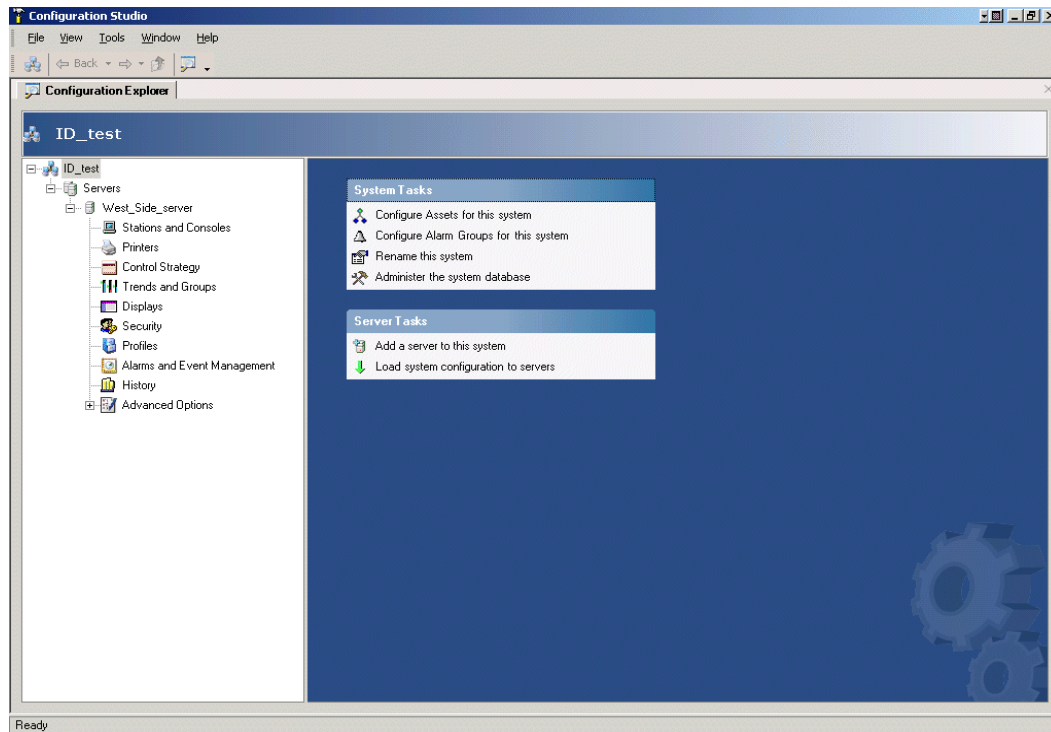 Configuration Studio
File View Tools Window Help
Back
Configuration Explorer
ID_test
ID_test
Servers
West_Side_server
Stations and Consoles
Printers
Control Strategy
Trends and Groups
Displays
Security
Profiles
Alarms and Event Management
History
Advanced Options
System Tasks
Configure Assets for this system
Configure Alarm Groups for this system
Rename this system
Administer the system database
Server Tasks
Add a server to this system
Load system configuration to servers
Ready